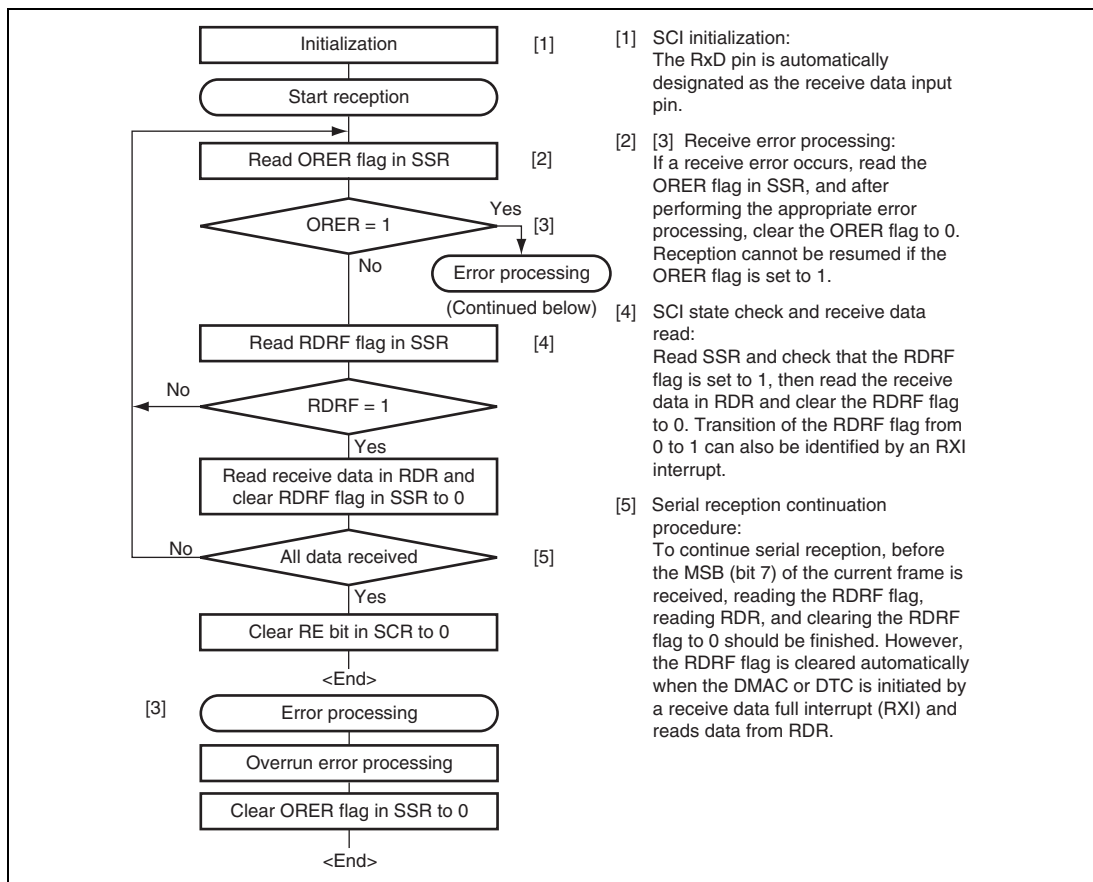 Initialization
[1]
Start reception
Read ORER flag in SSR
[2]
ORER = 1
Yes
[3]
No
Error processing
(Continued below)
Read RDRF flag in SSR
[4]
No
RDRF = 1
Yes
Read receive data in RDR and
clear RDRF flag in SSR to 0
No
All data received
[5]
Yes
Clear RE bit in SCR to 0
<End>
[3]
Error processing
Overrun error processing
Clear ORER flag in SSR to 0
<End>
[1] SCI initialization:
The RxD pin is automatically
designated as the receive data input
pin.
[2] [3] Receive error processing:
If a receive error occurs, read the
ORER flag in SSR, and after
performing the appropriate error
processing, clear the ORER flag to 0.
Reception cannot be resumed if the
ORER flag is set to 1.
[4] SCI state check and receive data
read:
Read SSR and check that the RDRF
flag is set to 1, then read the receive
data in RDR and clear the RDRF flag
to 0. Transition of the RDRF flag from
0 to 1 can also be identified by an RXI
interrupt.
[5] Serial reception continuation
procedure:
To continue serial reception, before
the MSB (bit 7) of the current frame is
received, reading the RDRF flag,
reading RDR, and clearing the RDRF
flag to 0 should be finished. However,
the RDRF flag is cleared automatically
when the DMAC or DTC is initiated by
a receive data full interrupt (RXI) and
reads data from RDR.